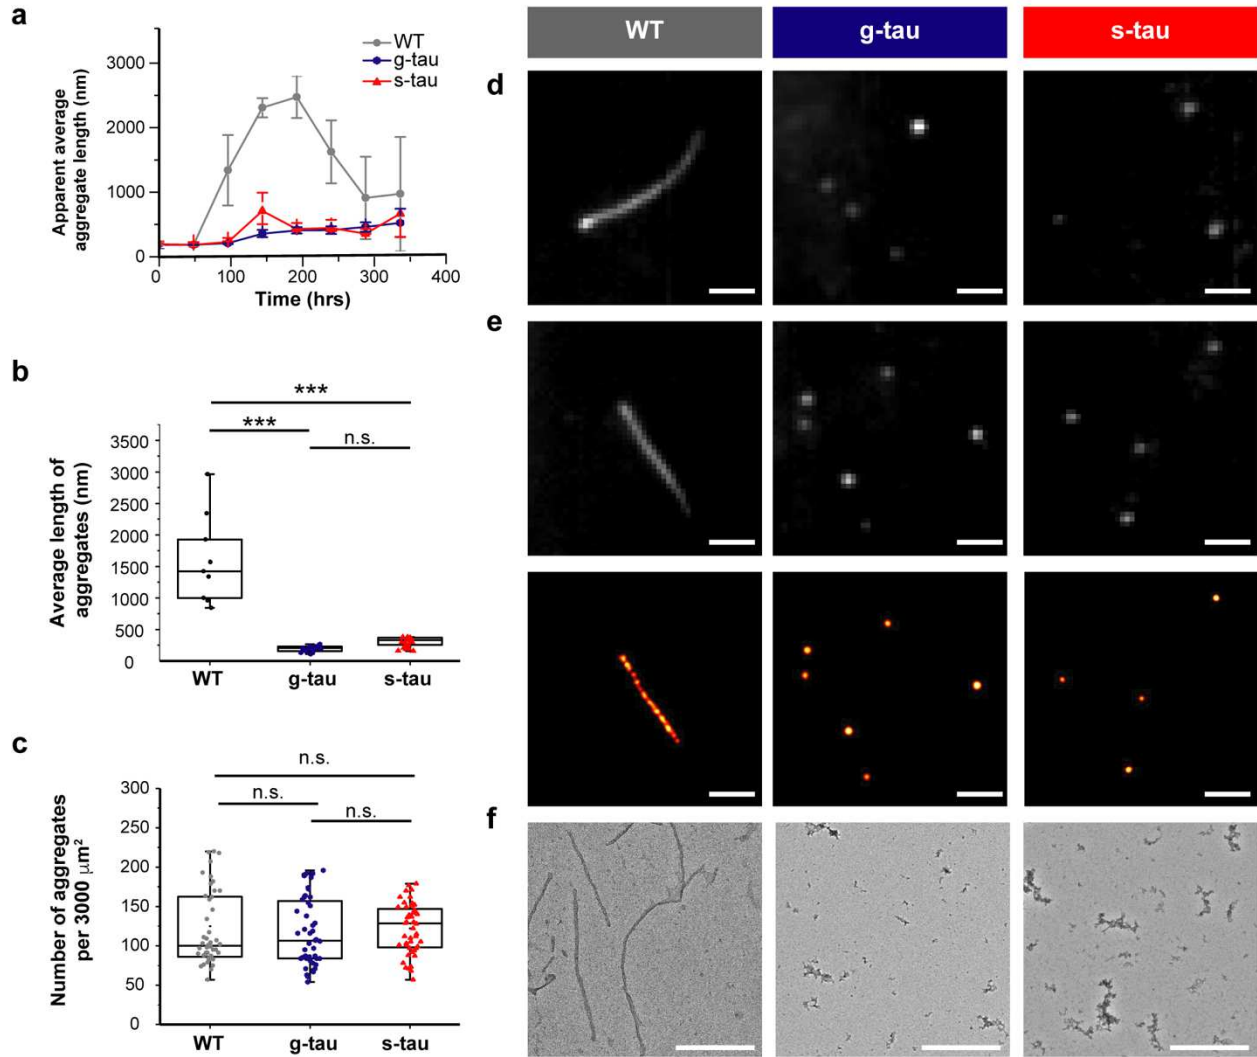 a
Apparent average
aggregate length (nm)
3000
2000
1000
0
WT
g-tau
s-tau
0
100
200
300
400
Time (hrs)
b
Average length of
aggregates (nm)
3500
3000
2500
2000
1500
1000
500
0
***
***
n.s.
WT
g-tau
s-tau
c
Number of aggregates
per 3000 µm²
300
250
200
150
100
50
0
n.s.
n.s.
n.s.
WT
g-tau
s-tau
WT
g-tau
s-tau
d
e
f